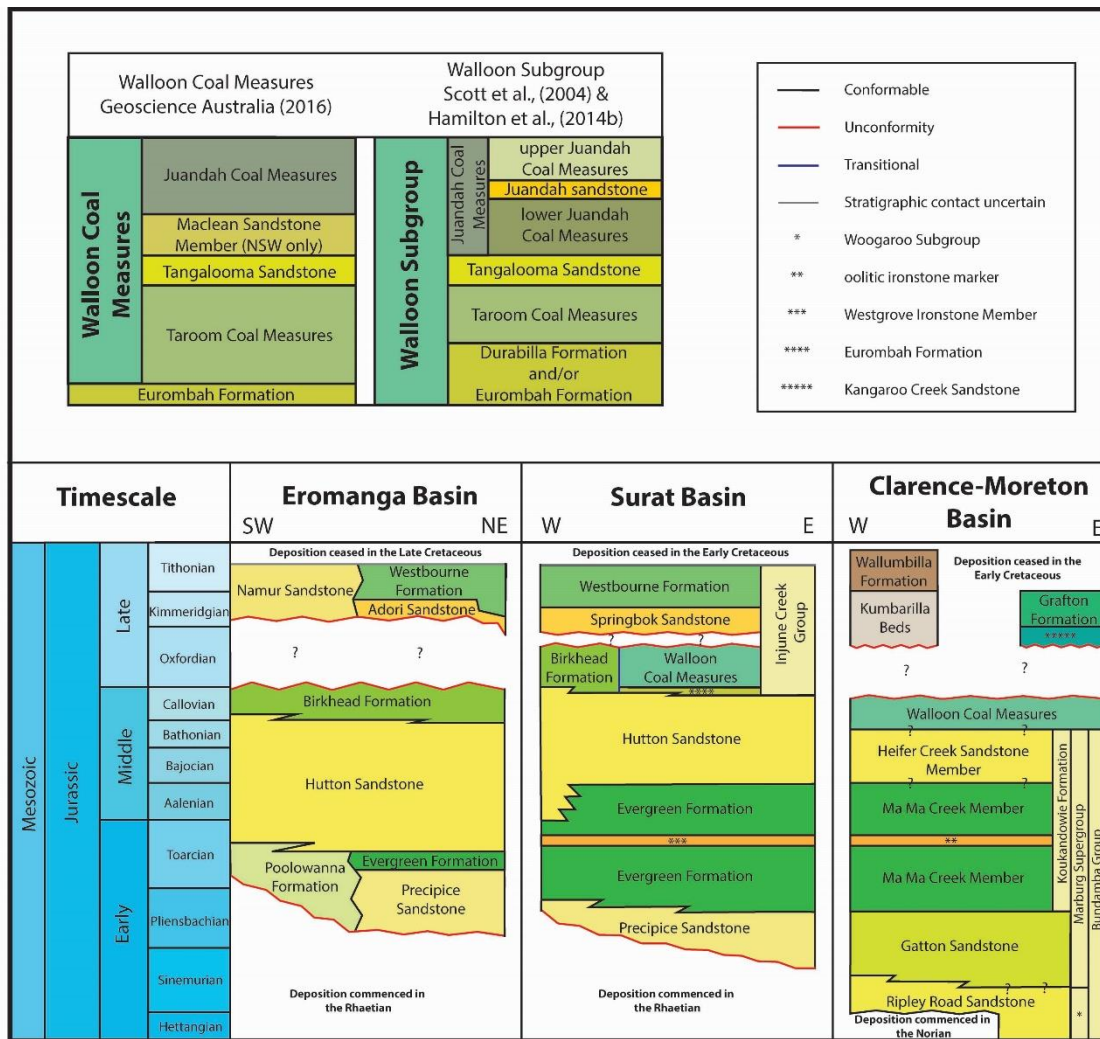 Walloon Coal Measures
Geoscience Australia (2016)
Walloon Subgroup
Scott et al., (2004) &
Hamilton et al., (2014b)
Walloon Coal
Measures
Juandah Coal Measures
Maclean Sandstone
Member (NSW only)
Tangalooma Sandstone
Taroom Coal Measures
Eurombah Formation
Walloon Subgroup
Juandah Coal
Measures
upper Juandah
Coal Measures
Juandah sandstone
lower Juandah
Coal Measures
Tangalooma Sandstone
Taroom Coal Measures
Durabilla Formation
and/or
Eurombah Formation
Conformable
Unconformity
Transitional
Stratigraphic contact uncertain
* Woogaroo Subgroup
** oolitic ironstone marker
*** Westgrove Ironstone Member
**** Eurombah Formation
***** Kangaroo Creek Sandstone
Timescale
Mesozoic
Jurassic
Late
Middle
Early
Tithonian
Kimmeridgian
Oxfordian
Callovian
Bathonian
Bajocian
Aalenian
Toarcian
Pliensbachian
Sinemurian
Hettangian
Eromanga Basin
SW NE
Deposition ceased in the Late Cretaceous
Namur Sandstone
Westbourne
Formation
Adori Sandstone
? ?
Birkhead Formation
Hutton Sandstone
Poolowanna
Formation
Evergreen Formation
Precipice
Sandstone
Deposition commenced in
the Rhaetian
Surat Basin
W E
Deposition ceased in the Early Cretaceous
Westbourne Formation
Springbok Sandstone
Injune Creek
Group
? ?
Birkhead
Formation
Walloon
Coal Measures
****
Hutton Sandstone
Evergreen Formation
***
Evergreen Formation
Precipice Sandstone
Deposition commenced in
the Rhaetian
Clarence-Moreton
Basin
W E
Wallumbilla
Formation
Deposition ceased in the
Early Cretaceous
Kumbarilla
Beds
Grafton
Formation
*****
? ?
Walloon Coal Measures
? ?
Heifer Creek Sandstone
Member
? ?
Ma Ma Creek Member
**
Ma Ma Creek Member
Koukandowie Formation
Marburg Supergroup
Bundamba Group
Gatton Sandstone
? ?
Ripley Road Sandstone
*
Deposition commenced in
the Norian